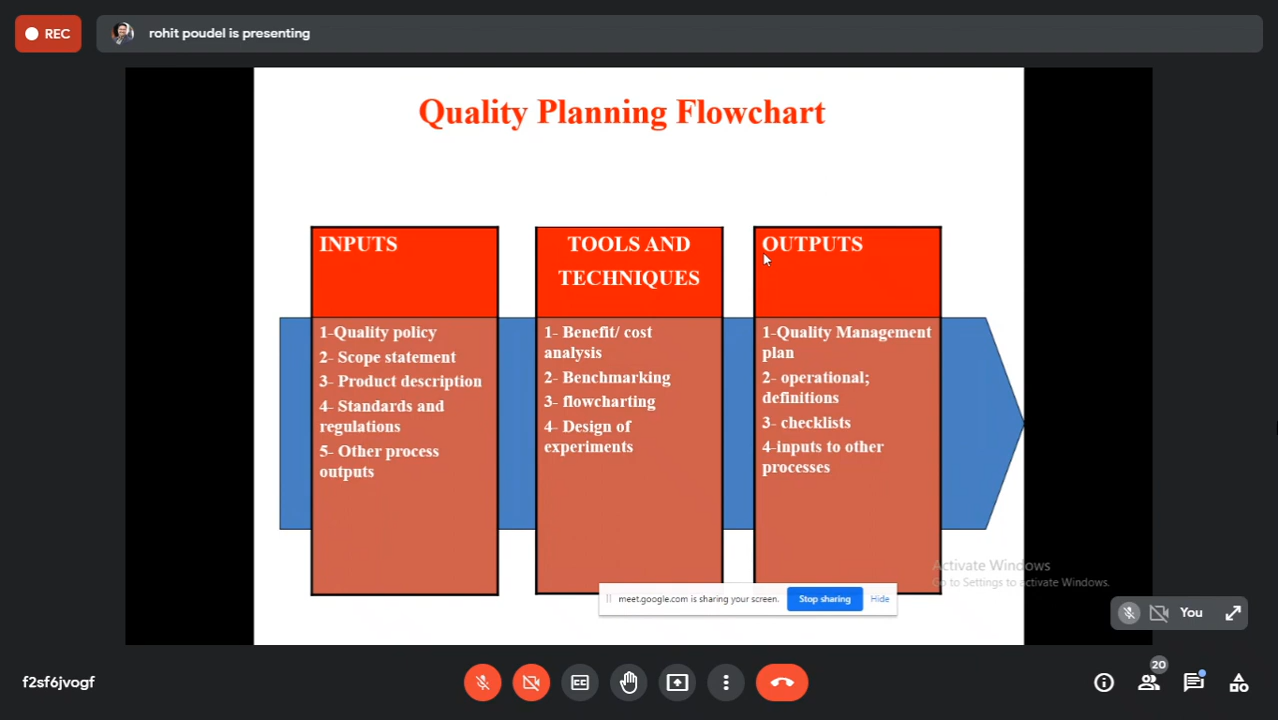 REC
rohit poudel is presenting
Quality Planning Flowchart
INPUTS
1-Quality policy
2- Scope statement
3- Product description
4- Standards and
regulations
5- Other process
outputs
TOOLS AND
TECHNIQUES
1- Benefit/ cost
analysis
2- Benchmarking
3- flowcharting
4- Design of
experiments
OUTPUTS
1-Quality Management
plan
2- operational;
definitions
3- checklists
4-inputs to other
processes
Activate Windows
Go to Settings to activate Windows.
meet.google.com is sharing your screen.
Stop sharing
Hide
You
f2sf6jvogf
CC
20